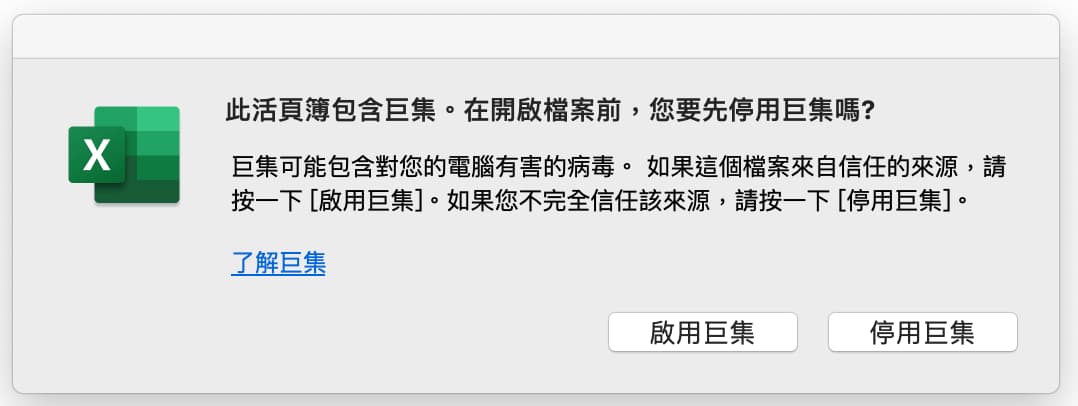 此活頁簿包含巨集。在開啟檔案前，您要先停用巨集嗎?
巨集可能包含對您的電腦有害的病毒。 如果這個檔案來自信任的來源，請
按一下 [啟用巨集]。如果您不完全信任該來源，請按一下 [停用巨集]。
了解巨集
啟用巨集
停用巨集